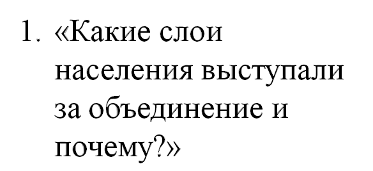 1. «Какие слои
населения выступали
за объединение и
почему?»